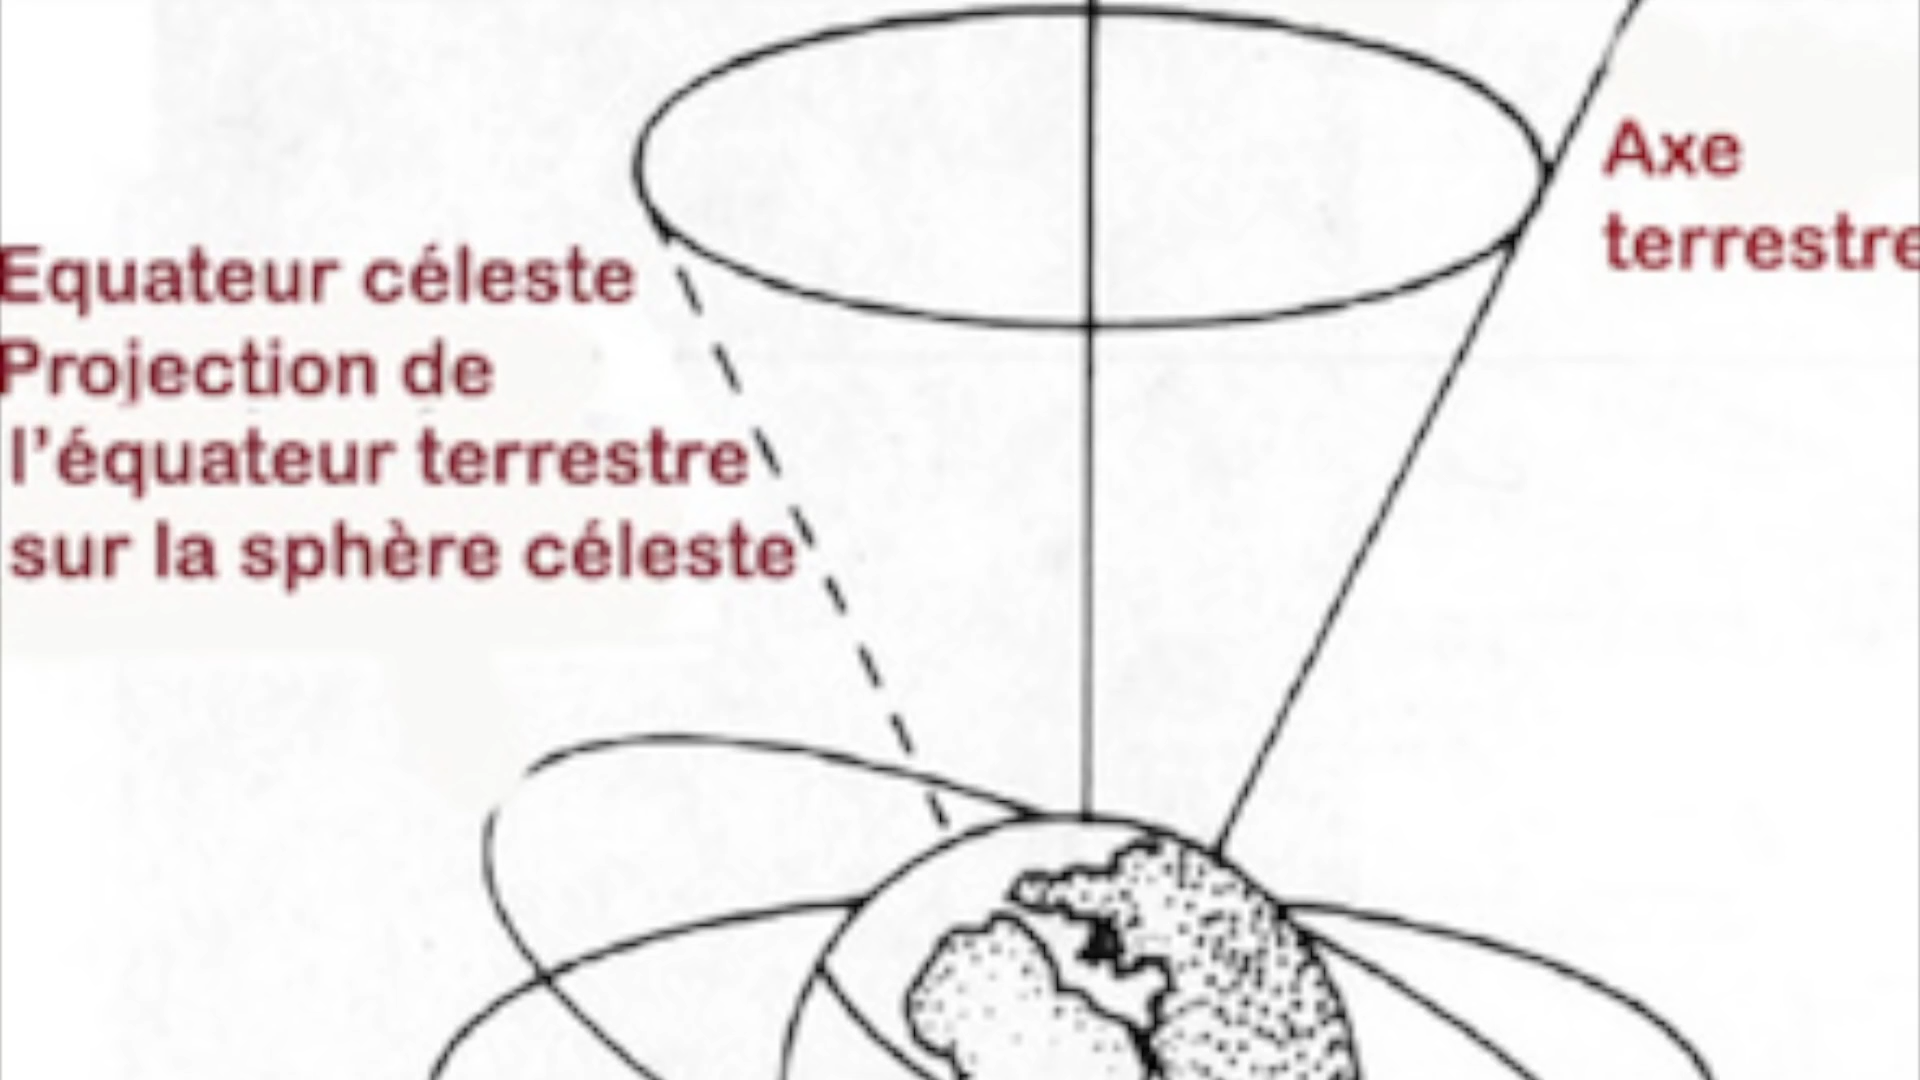 Axe
terrestre
Equateur céleste
Projection de
l’équateur terrestre
sur la sphère céleste